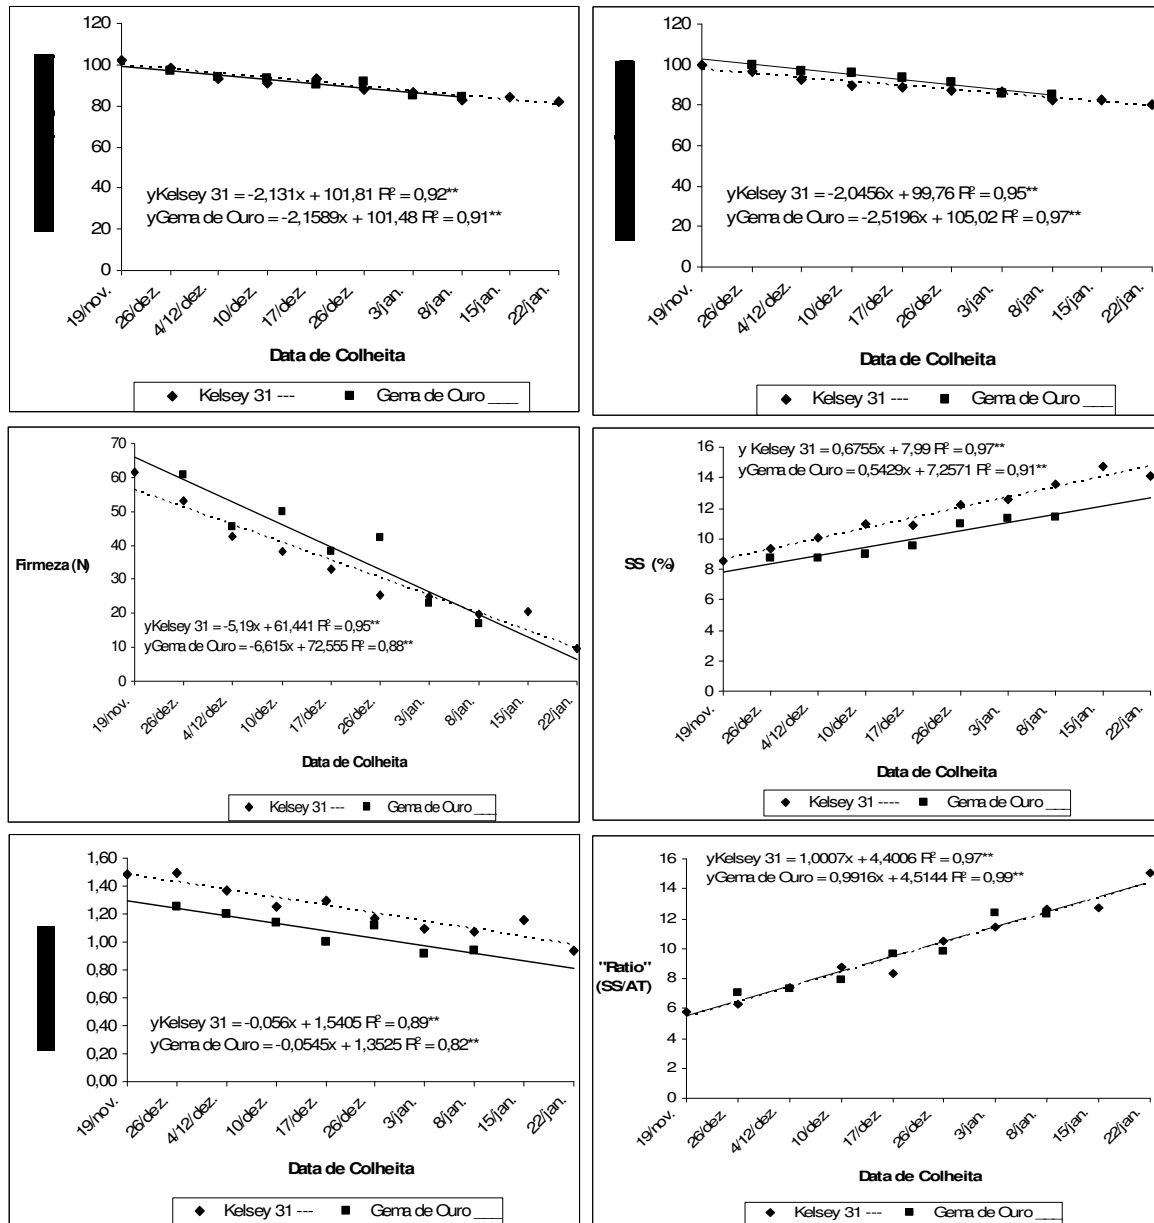 120
100
80
60
40
20
0
yKelsey 31 = -2,131x + 101,81 R² = 0,92**
yGema de Ouro = -2,1589x + 101,48 R² = 0,91**
19/nov.
26/dez.
4/12/dez.
10/dez.
17/dez.
26/dez.
3/jan.
8/jan.
15/jan.
22/jan.
Data de Colheita
Kelsey 31 --- Gema de Ouro ___
120
100
80
60
40
20
0
yKelsey 31 = -2,0456x + 99,76 R² = 0,95**
yGema de Ouro = -2,5196x + 105,02 R² = 0,97**
19/nov.
26/dez.
4/12/dez.
10/dez.
17/dez.
26/dez.
3/jan.
8/jan.
15/jan.
22/jan.
Data de Colheita
Kelsey 31 --- Gema de Ouro ___
70
60
50
40
30
20
10
0
Firmeza (N)
yKelsey 31 = -5,19x + 61,441 R² = 0,95**
yGema de Ouro = -6,615x + 72,555 R² = 0,88**
19/nov.
26/dez.
4/12/dez.
10/dez.
17/dez.
26/dez.
3/jan.
8/jan.
15/jan.
22/jan.
Data de Colheita
Kelsey 31 --- Gema de Ouro ___
16
14
12
10
8
6
4
2
0
SS (%)
y Kelsey 31 = 0,6755x + 7,99 R² = 0,97**
yGema de Ouro = 0,5429x + 7,2571 R² = 0,91**
19/nov.
26/dez.
4/12/dez.
10/dez.
17/dez.
26/dez.
3/jan.
8/jan.
15/jan.
22/jan.
Data de Colheita
Kelsey 31 ---- Gema de Ouro ___
1,60
1,40
1,20
1,00
0,80
0,60
0,40
0,20
0,00
yKelsey 31 = -0,056x + 1,5405 R² = 0,89**
yGema de Ouro = -0,0545x + 1,3525 R² = 0,82**
19/nov.
26/dez.
4/12/dez.
10/dez.
17/dez.
26/dez.
3/jan.
8/jan.
15/jan.
22/jan.
Data de Colheita
Kelsey 31 --- Gema de Ouro ___
16
14
12
10
8
6
4
2
0
"Ratio"
(SS/AT)
yKelsey 31 = 1,0007x + 4,4006 R² = 0,97**
yGema de Ouro = 0,9916x + 4,5144 R² = 0,99**
19/nov.
26/dez.
4/12/dez.
10/dez
17/dez.
26/dez.
3/jan.
8/jan.
15/jan.
22/jan.
Data de Colheita
Kelsey 31 --- Gema de Ouro ___